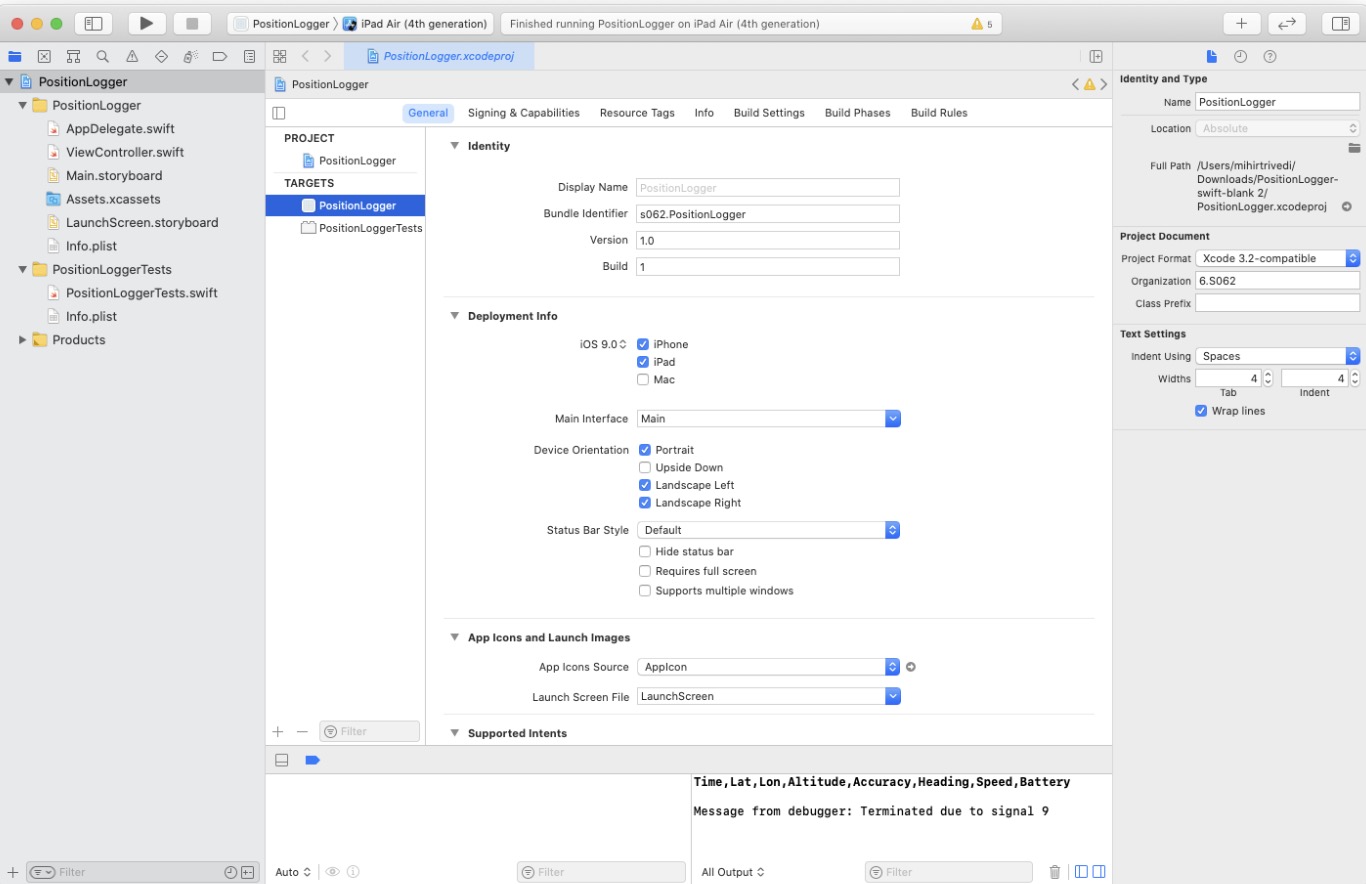 PositionLogger
iPad Air (4th generation)
Finished running PositionLogger on iPad Air (4th generation)
5
PositionLogger.xcodeproj
PositionLogger
PositionLogger
AppDelegate.swift
ViewController.swift
Main.storyboard
Assets.xcassets
LaunchScreen.storyboard
Info.plist
PositionLoggerTests
PositionLoggerTests.swift
Info.plist
Products
Filter
PositionLogger
General
Signing & Capabilities
Resource Tags
Info
Build Settings
Build Phases
Build Rules
PROJECT
PositionLogger
TARGETS
PositionLogger
PositionLoggerTests
Filter
Identity
Display Name PositionLogger
Bundle Identifier s062.PositionLogger
Version 1.0
Build 1
Deployment Info
iOS 9.0 iPhone
iPad
Mac
Main Interface Main
Device Orientation Portrait
Upside Down
Landscape Left
Landscape Right
Status Bar Style Default
Hide status bar
Requires full screen
Supports multiple windows
App Icons and Launch Images
App Icons Source AppIcon
Launch Screen File LaunchScreen
Supported Intents
Time,Lat,Lon,Altitude,Accuracy,Heading,Speed,Battery
Message from debugger: Terminated due to signal 9
Auto
Filter
All Output
Filter
Identity and Type
Name PositionLogger
Location Absolute
Full Path /Users/mihirtrivedi/
Downloads/PositionLogger-
swift-blank 2/
PositionLogger.xcodeproj
Project Document
Project Format Xcode 3.2-compatible
Organization 6.S062
Class Prefix
Text Settings
Indent Using Spaces
Widths 4 4
Tab Indent
Wrap lines